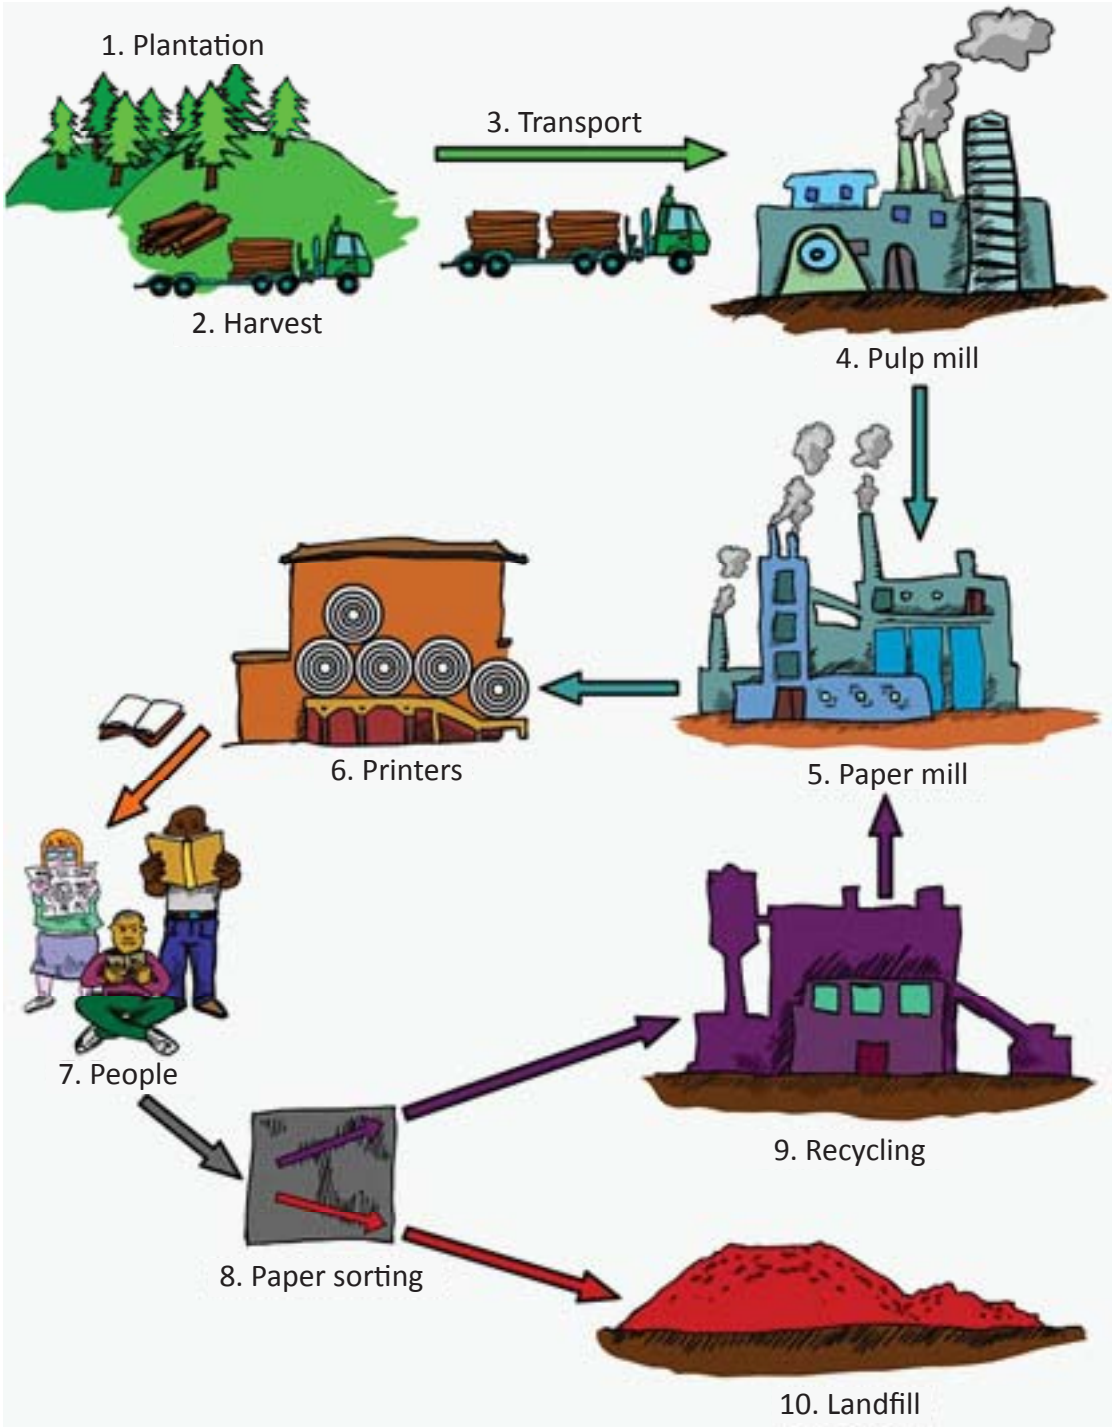 1. Plantation
2. Harvest
3. Transport
4. Pulp mill
5. Paper mill
6. Printers
7. People
8. Paper sorting
9. Recycling
10. Landfill